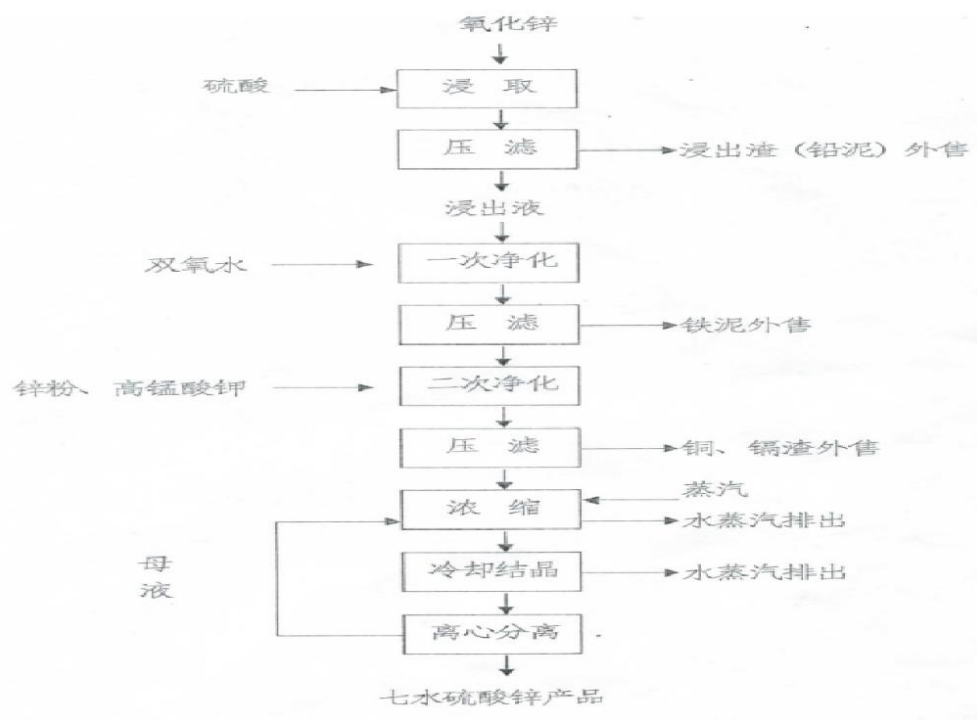 氧化锌
硫酸
浸 取
压 滤
浸出渣（铅泥）外售
浸出液
双氧水
一次净化
压 滤
铁泥外售
锌粉、高锰酸钾
二次净化
压 滤
铜、镉渣外售
蒸汽
浓 缩
水蒸汽排出
母
液
冷却结晶
水蒸汽排出
离心分离
七水硫酸锌产品